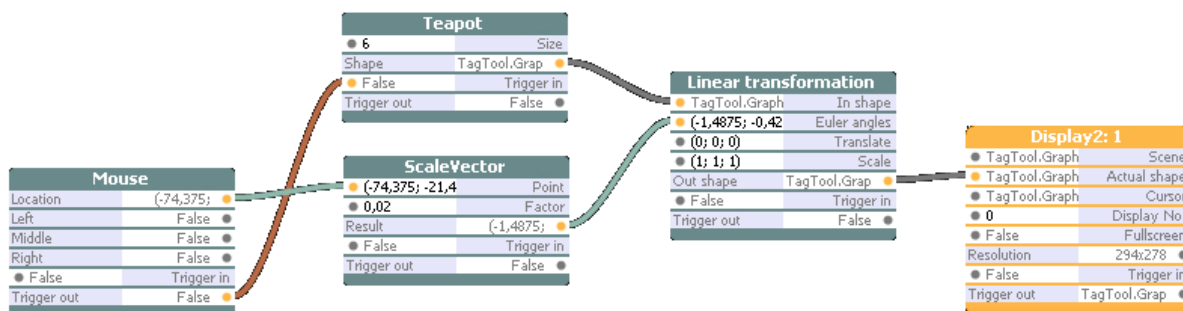 Teapot
6 Size
Shape TagTool.Grap
False Trigger in
Trigger out False
Linear transformation
TagTool.Graph In shape
(-1,4875; -0,42 Euler angles
(0; 0; 0) Translate
(1; 1; 1) Scale
Out shape TagTool.Grap
False Trigger in
Trigger out False
Display2: 1
TagTool.Graph Scene
TagTool.Graph Actual shape
TagTool.Graph Cursor
0 Display No
False Fullscreen
Resolution 294x278
False Trigger in
Trigger out TagTool.Grap
ScaleVector
(-74,375; -21,4 Point
0,02 Factor
Result (-1,4875;
False Trigger in
Trigger out False
Mouse
Location (-74,375;
Left False
Middle False
Right False
False Trigger in
Trigger out False